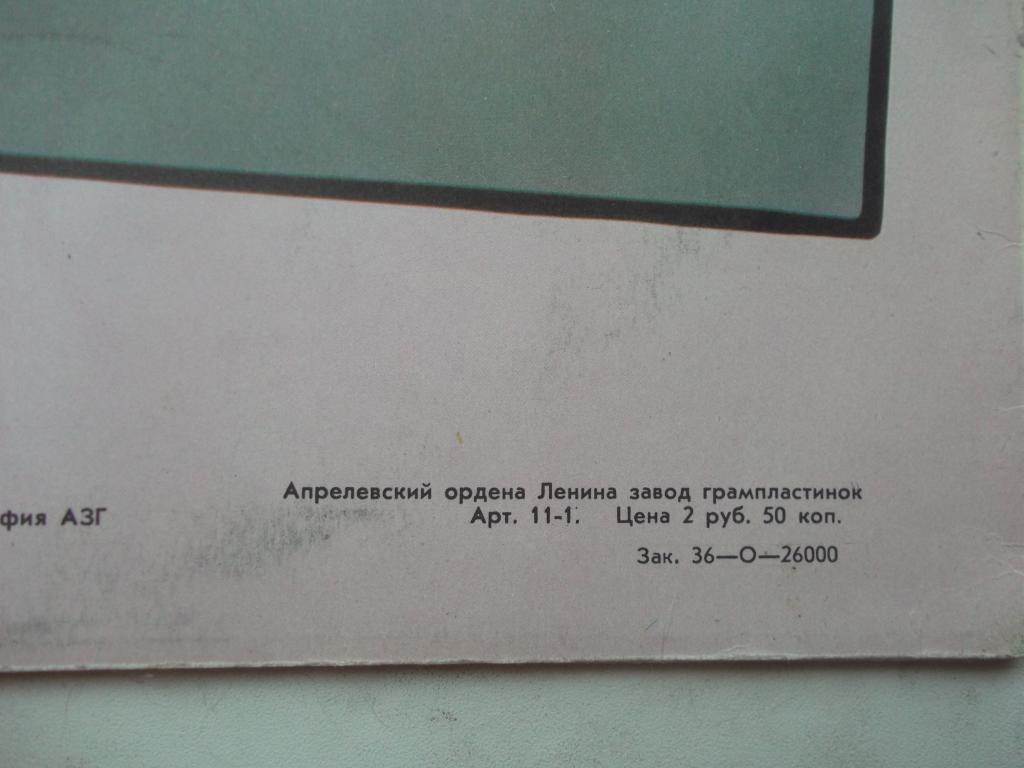 Апрелевский ордена Ленина завод грампластинок
фия АЗГ
Арт. 11-1. Цена 2 руб. 50 коп.
Зак. 36—О—26000